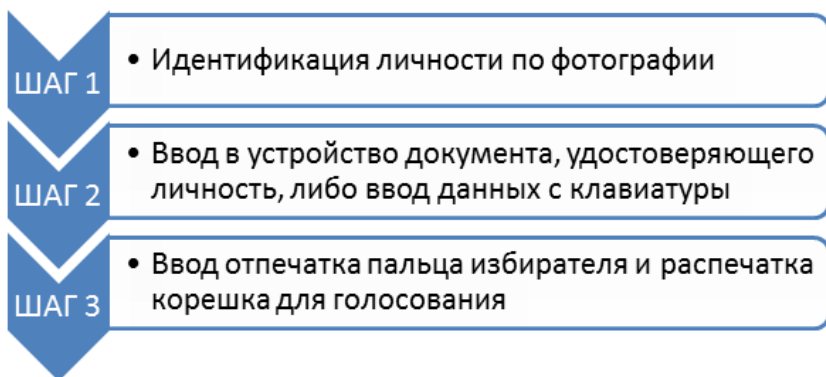 ШАГ 1
• Идентификация личности по фотографии
ШАГ 2
• Ввод в устройство документа, удостоверяющего
личность, либо ввод данных с клавиатуры
ШАГ 3
• Ввод отпечатка пальца избирателя и распечатка
корешка для голосования